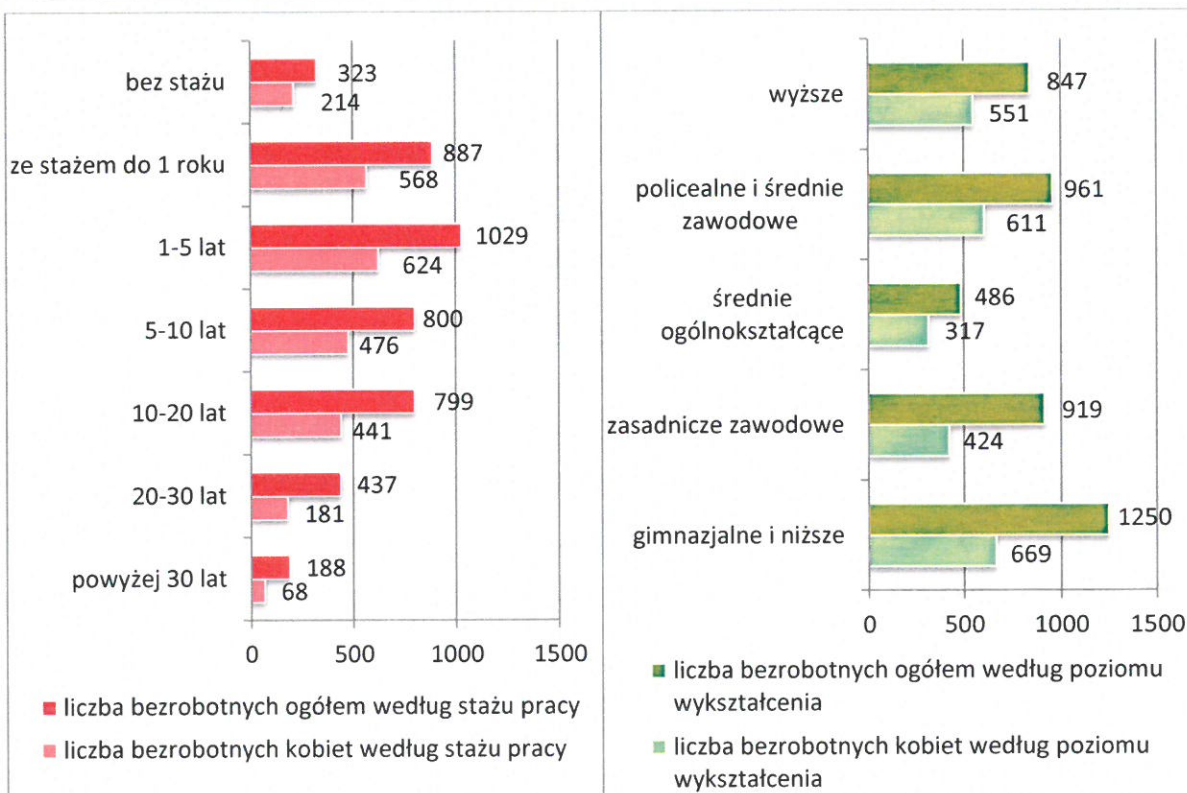 bez stażu
323
214
ze stażem do 1 roku
887
568
1-5 lat
1029
624
5-10 lat
800
476
10-20 lat
799
441
20-30 lat
437
181
powyżej 30 lat
188
68
0 500 1000 1500
liczba bezrobotnych ogółem według stażu pracy
liczba bezrobotnych kobiet według stażu pracy
wyższe
847
551
policealne i średnie
zawodowe
961
611
średnie
ogólnokształcące
486
317
zasadnicze zawodowe
919
424
gimnazjalne i niższe
1250
669
0 500 1000 1500
liczba bezrobotnych ogółem według poziomu
wykształcenia
liczba bezrobotnych kobiet według poziomu
wykształcenia